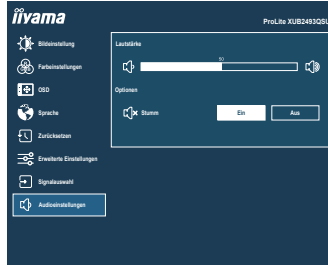 iiyama
ProLite XUB2493QSU
Bildeinstellung
Farbeinstellungen
OSD
Sprache
Zurücksetzen
Erweiterte Einstellungen
Signalauswahl
Audioeinstellungen
Lautstärke
50
Optionen
Stumm
Ein
Aus